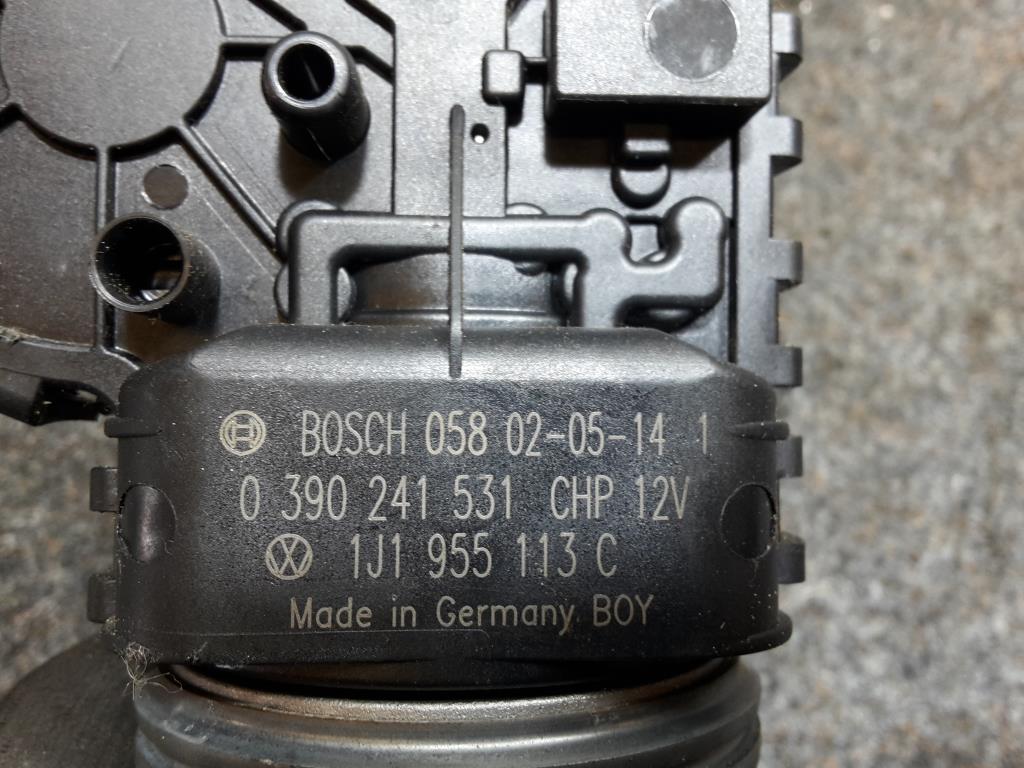 BOSCH 058 02-05-14 1
0 390 241 531 CHP 12V
1J1 955 113 C
Made in Germany BOY